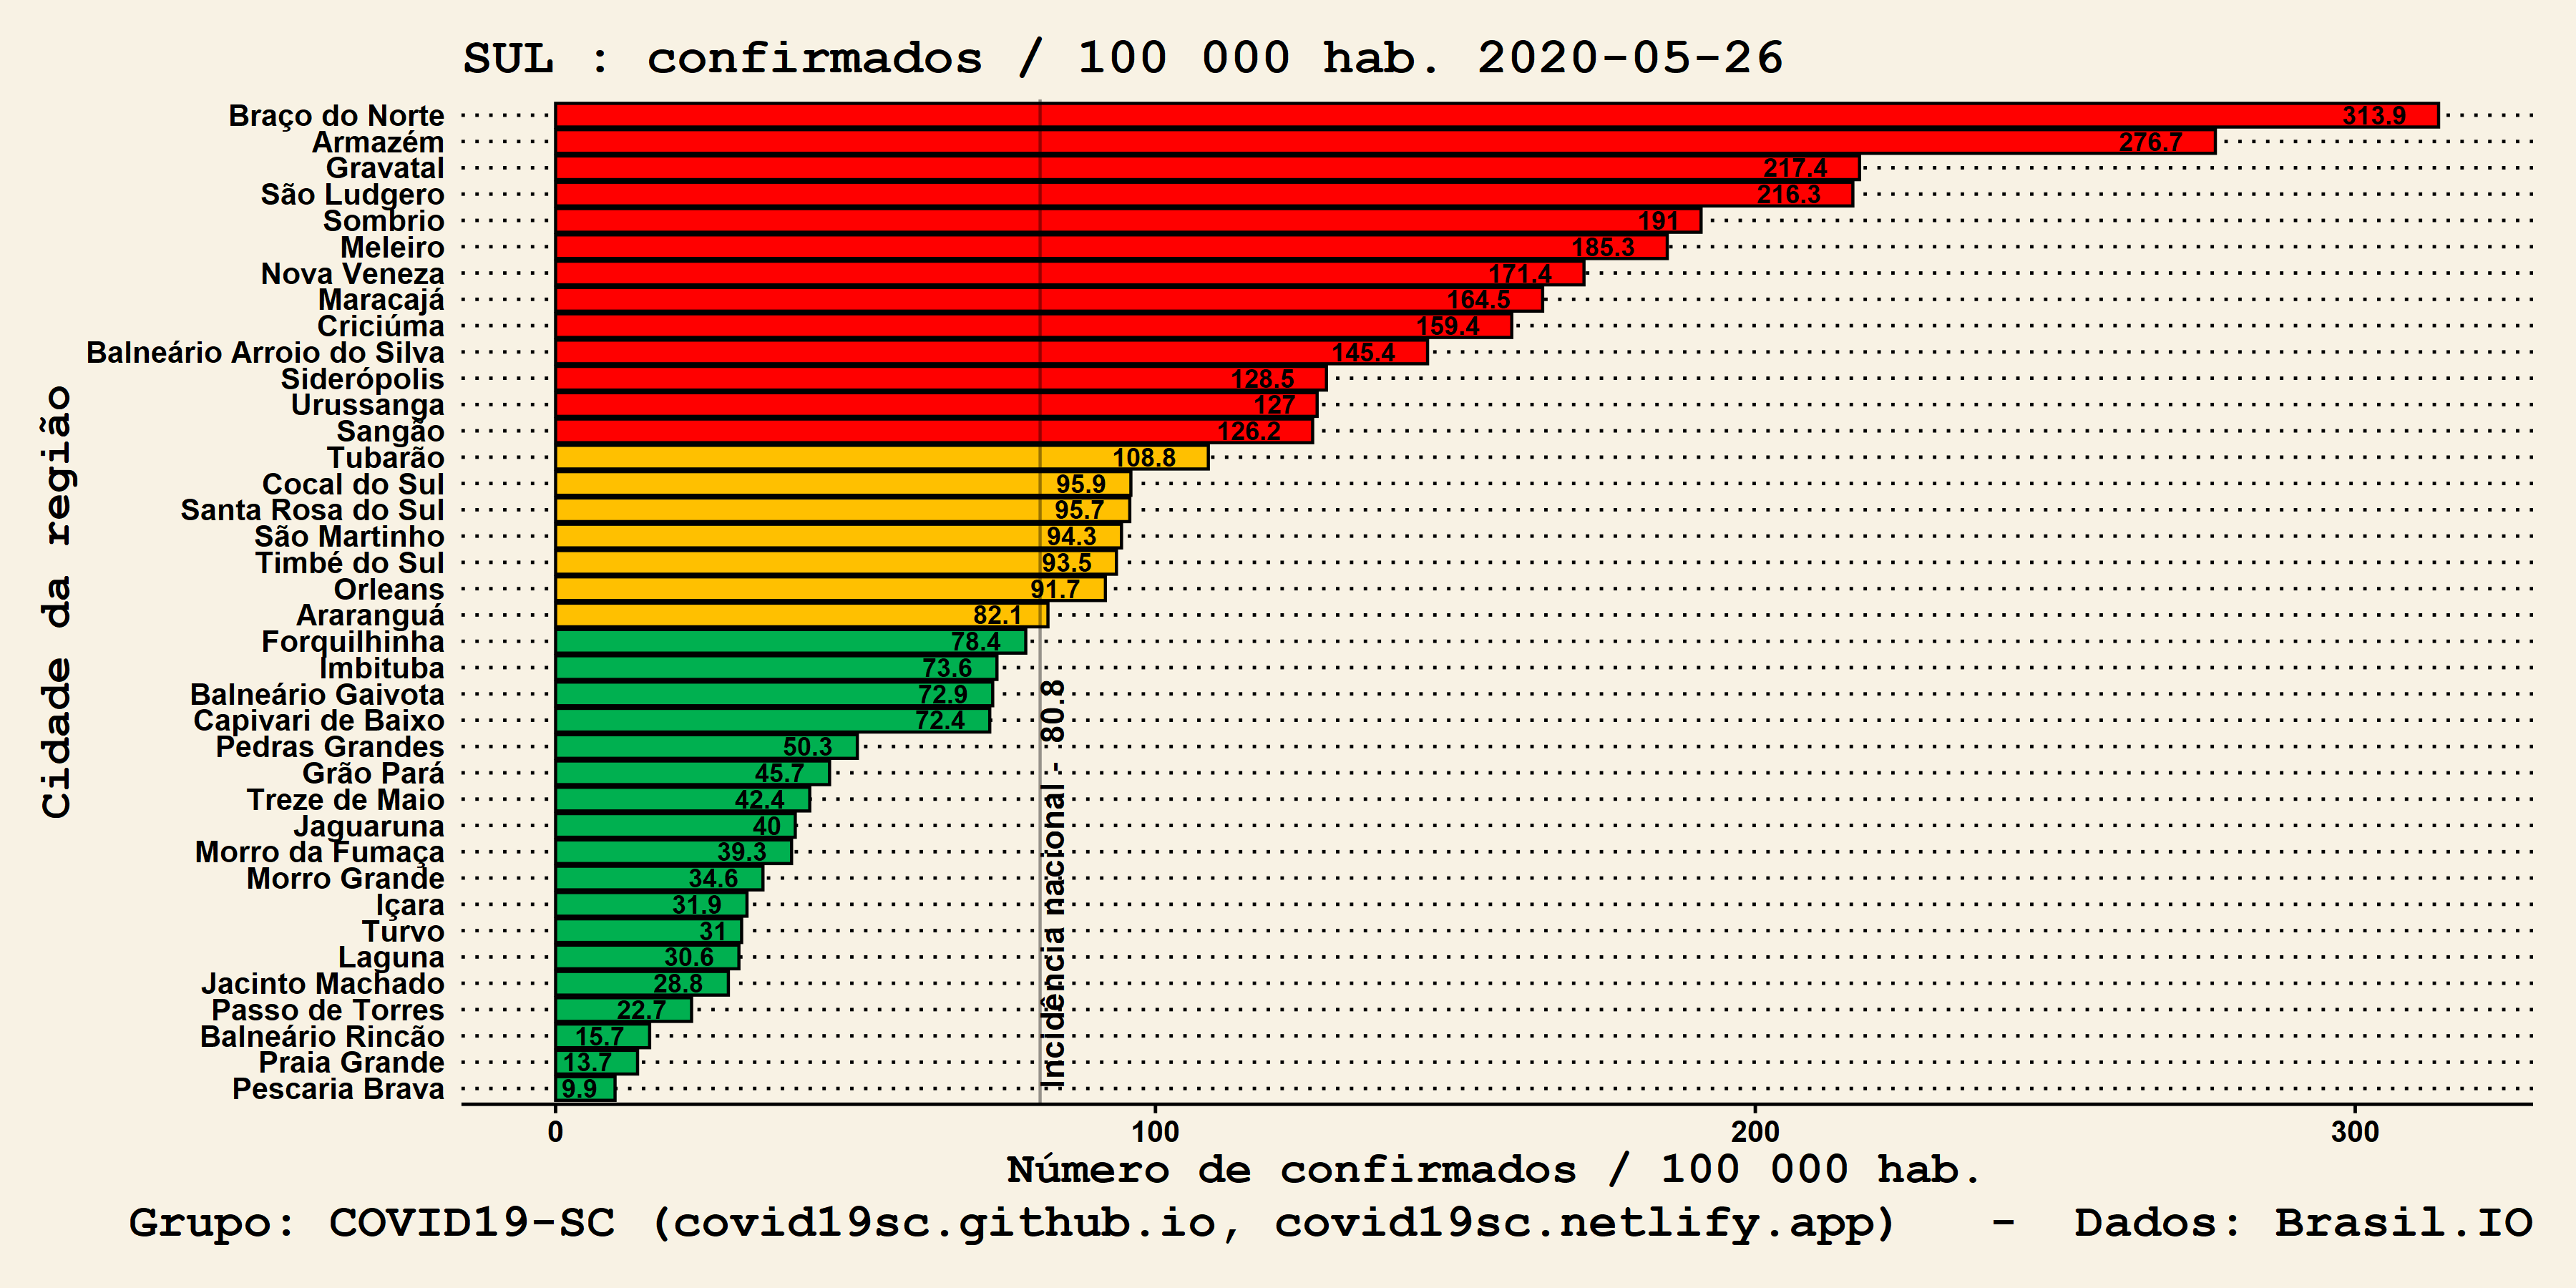 SUL : confirmados / 100 000 hab. 2020-05-26
Cidade da região
Braço do Norte 313.9
Armazém 276.7
Gravatal 217.4
São Ludgero 216.3
Sombrio 191
Meleiro 185.3
Nova Veneza 171.4
Maracajá 164.5
Criciúma 159.4
Balneário Arroio do Silva 145.4
Siderópolis 128.5
Urussanga 127
Sangão 126.2
Tubarão 108.8
Cocal do Sul 95.9
Santa Rosa do Sul 95.7
São Martinho 94.3
Timbé do Sul 93.5
Orleans 91.7
Araranguá 82.1
Forquilhinha 78.4
Imbituba 73.6
Balneário Gaivota 72.9
Capivari de Baixo 72.4
Pedras Grandes 50.3
Grão Pará 45.7
Treze de Maio 42.4
Jaguaruna 40
Morro da Fumaça 39.3
Morro Grande 34.6
Içara 31.9
Turvo 31
Laguna 30.6
Jacinto Machado 28.8
Passo de Torres 22.7
Balneário Rincão 15.7
Praia Grande 13.7
Pescaria Brava 9.9
Incidência nacional - 80.8
0 100 200 300
Número de confirmados / 100 000 hab.
Grupo: COVID19-SC (covid19sc.github.io, covid19sc.netlify.app) - Dados: Brasil.IO